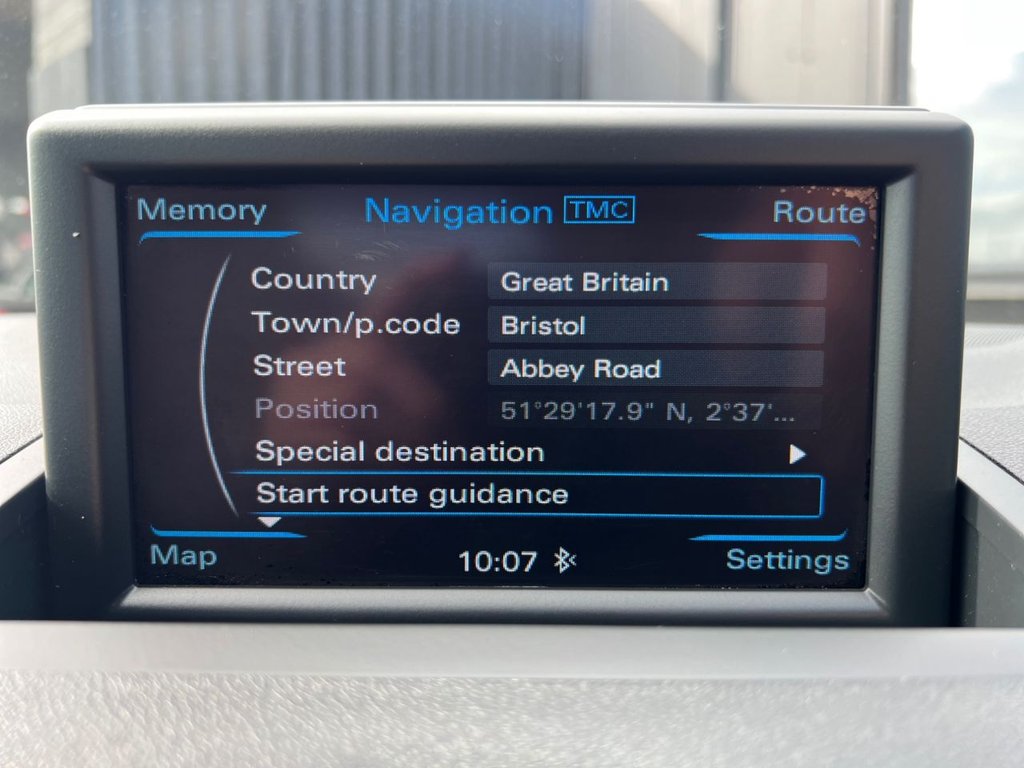 Memory Navigation TMC Route
Country Great Britain
Town/p.code Bristol
Street Abbey Road
Position 51°29'17.9" N, 2°37'...
Special destination
Start route guidance
Map 10:07 Settings